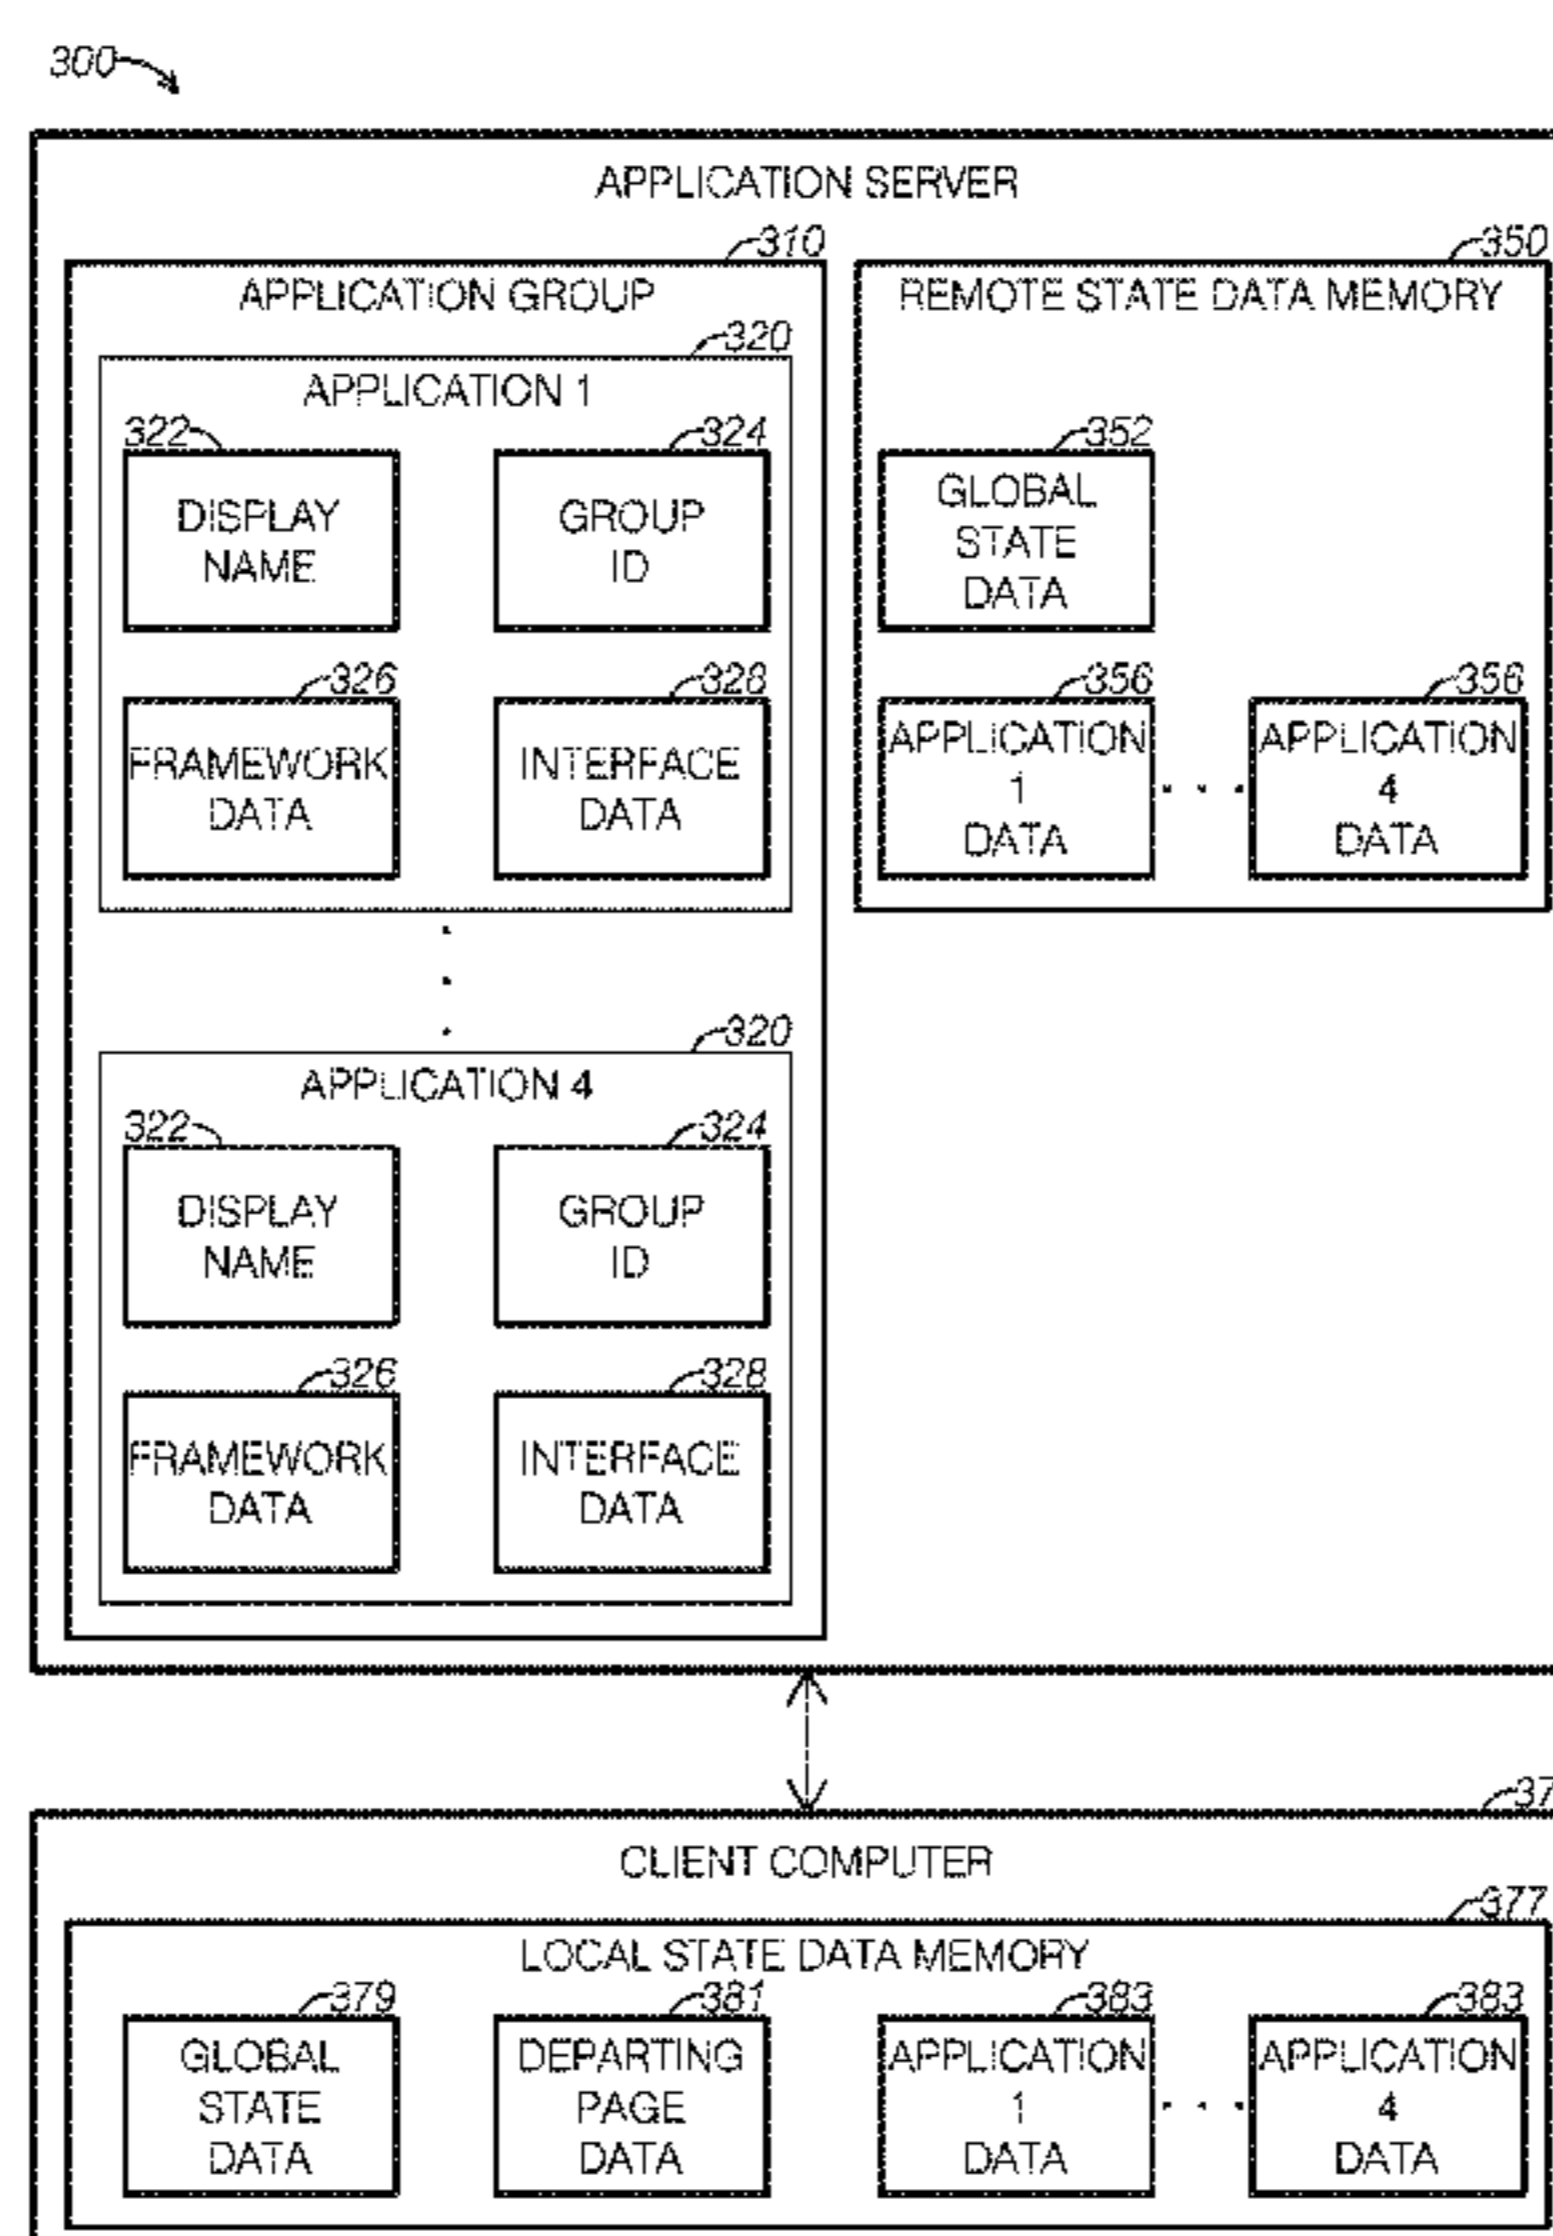 300
APPLICATION SERVER
310
APPLICATION GROUP
320
APPLICATION 1
322
DISPLAY
NAME
324
GROUP
ID
326
FRAMEWORK
DATA
328
INTERFACE
DATA
320
APPLICATION 4
322
DISPLAY
NAME
324
GROUP
ID
326
FRAMEWORK
DATA
328
INTERFACE
DATA
350
REMOTE STATE DATA MEMORY
352
GLOBAL
STATE
DATA
356
APPLICATION
1
DATA
. . .
356
APPLICATION
4
DATA
CLIENT COMPUTER
377
LOCAL STATE DATA MEMORY
379
GLOBAL
STATE
DATA
381
DEPARTING
PAGE
DATA
383
APPLICATION
1
DATA
. . .
383
APPLICATION
4
DATA